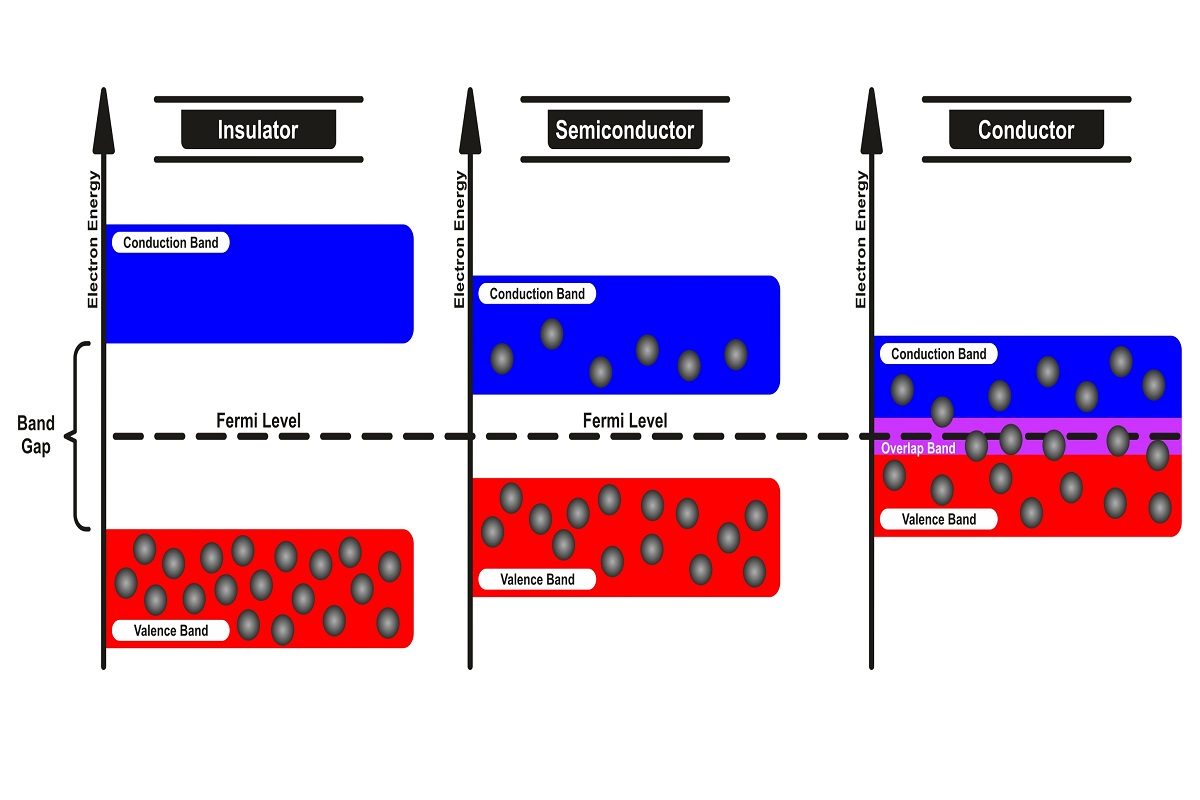 Insulator
Semiconductor
Conductor
Electron Energy
Conduction Band
Band
Gap
Fermi Level
Valence Band
Electron Energy
Conduction Band
Fermi Level
Valence Band
Electron Energy
Conduction Band
Overlap Band
Valence Band